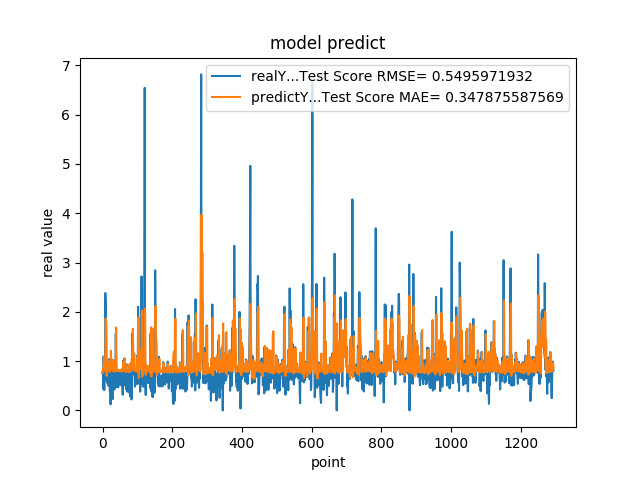 model predict
realY...Test Score RMSE= 0.5495971932
predictY...Test Score MAE= 0.347875587569
real value
7
6
5
4
3
2
1
0
0 200 400 600 800 1000 1200
point